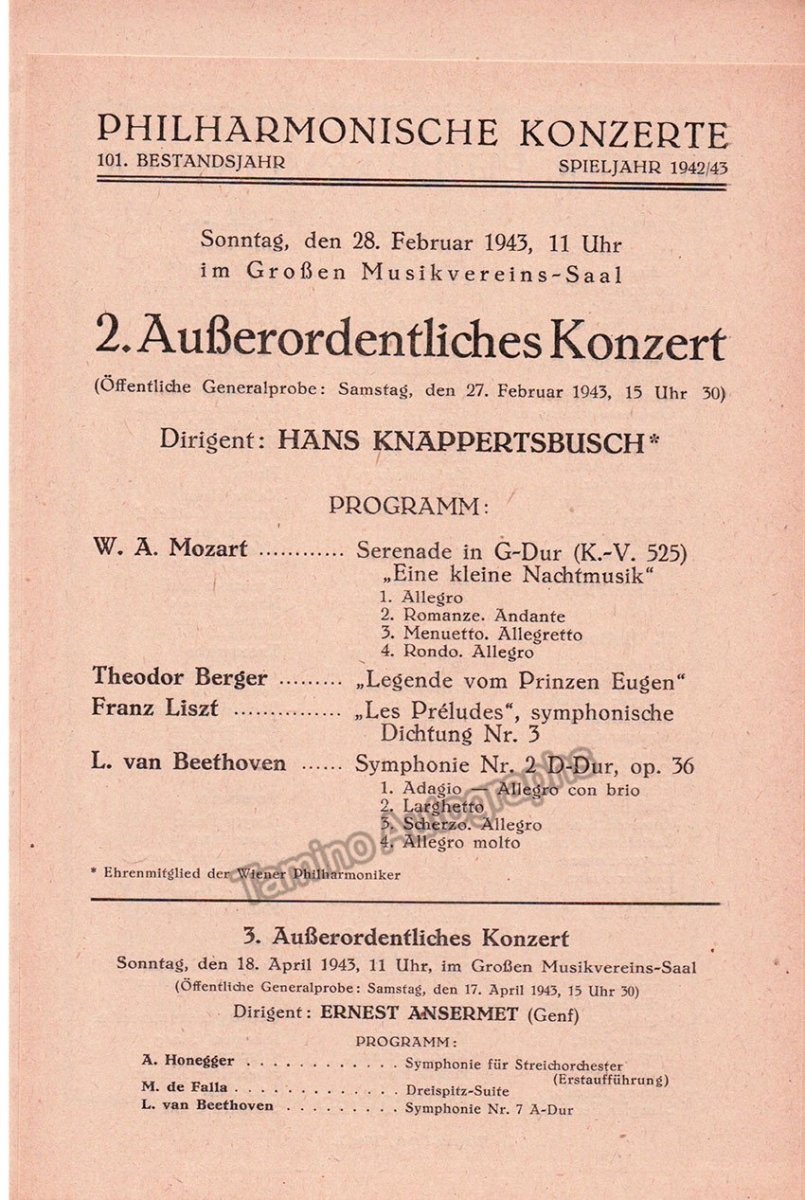 PHILHARMONISCHE KONZERTE
101. BESTANDSJAHR SPIELJAHR 1942/43
Sonntag, den 28. Februar 1943, 11 Uhr
im Großen Musikvereins-Saal
2. Außerordentliches Konzert
(Öffentliche Generalprobe: Samstag, den 27. Februar 1943, 15 Uhr 30)
Dirigent: HANS KNAPPERTSBUSCH*
PROGRAMM:
W. A. Mozart ............ Serenade in G-Dur (K.-V. 525)
„Eine kleine Nachtmusik“
1. Allegro
2. Romanze. Andante
3. Menuetto. Allegretto
4. Rondo. Allegro
Theodor Berger ......... „Legende vom Prinzen Eugen“
Franz Liszt ............... „Les Préludes“, symphonische
Dichtung Nr. 3
L. van Beethoven ...... Symphonie Nr. 2 D-Dur, op. 36
1. Adagio — Allegro con brio
2. Larghetto
3. Scherzo. Allegro
4. Allegro molto
Tamino Autographs
* Ehrenmitglied der Wiener Philharmoniker
3. Außerordentliches Konzert
Sonntag, den 18. April 1943, 11 Uhr, im Großen Musikvereins-Saal
(Öffentliche Generalprobe: Samstag, den 17. April 1943, 15 Uhr 30)
Dirigent: ERNEST ANSERMET (Genf)
PROGRAMM:
A. Honegger . . . . . . . . . . . . Symphonie für Streichorchester
(Erstaufführung)
M. de Falla . . . . . . . . . . . . . Dreispitz-Suite
L. van Beethoven . . . . . . . . . Symphonie Nr. 7 A-Dur